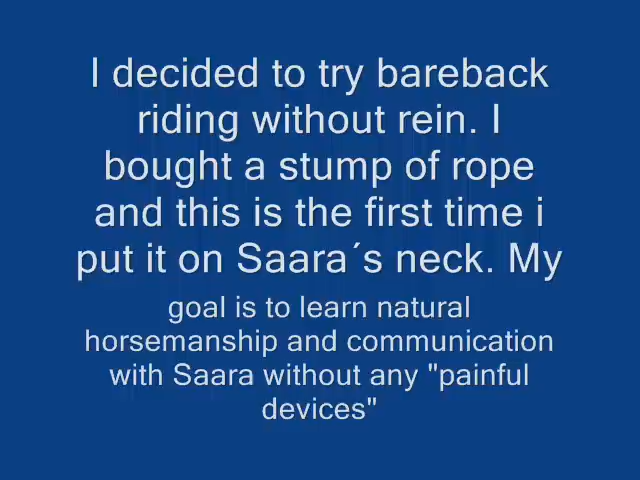 I decided to try bareback
riding without rein. I
bought a stump of rope
and this is the first time i
put it on Saara´s neck. My
goal is to learn natural
horsemanship and communication
with Saara without any "painful
devices"